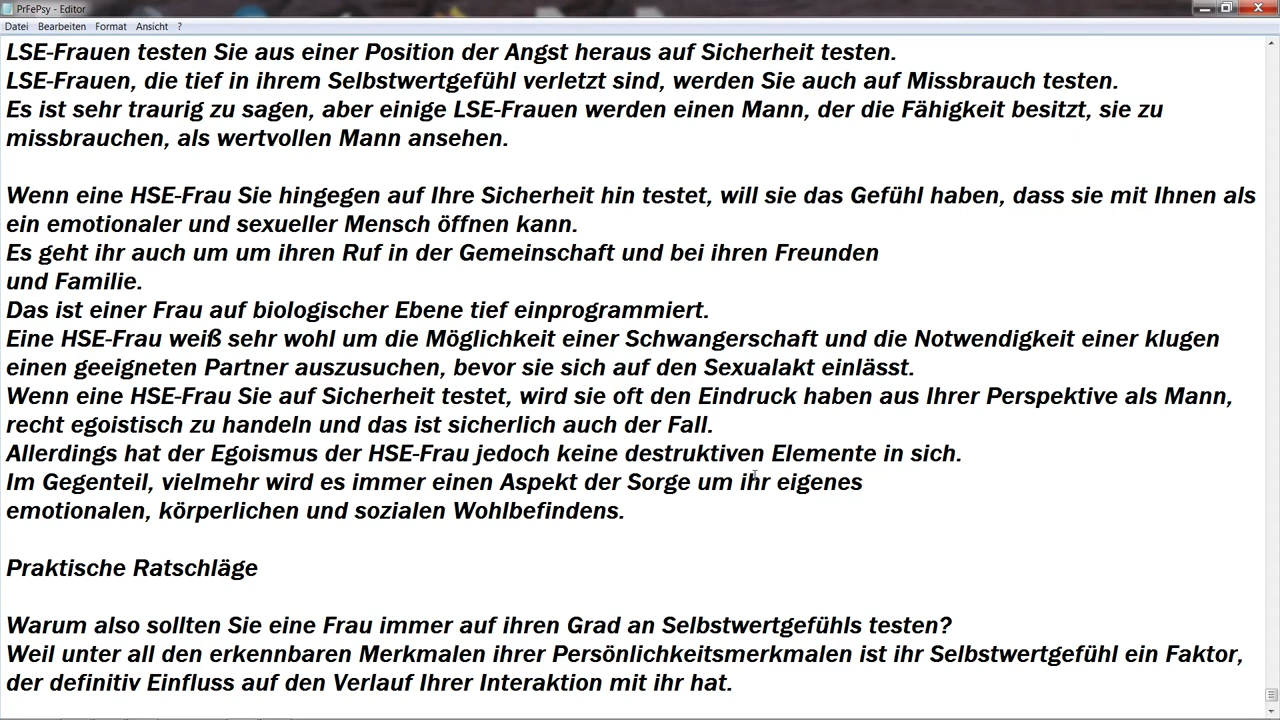 PrFePsy - Editor
Datei Bearbeiten Format Ansicht ?
LSE-Frauen testen Sie aus einer Position der Angst heraus auf Sicherheit testen.
LSE-Frauen, die tief in ihrem Selbstwertgefühl verletzt sind, werden Sie auch auf Missbrauch testen.
Es ist sehr traurig zu sagen, aber einige LSE-Frauen werden einen Mann, der die Fähigkeit besitzt, sie zu
missbrauchen, als wertvollen Mann ansehen.
Wenn eine HSE-Frau Sie hingegen auf Ihre Sicherheit hin testet, will sie das Gefühl haben, dass sie mit Ihnen als
ein emotionaler und sexueller Mensch öffnen kann.
Es geht ihr auch um um ihren Ruf in der Gemeinschaft und bei ihren Freunden
und Familie.
Das ist einer Frau auf biologischer Ebene tief einprogrammiert.
Eine HSE-Frau weiß sehr wohl um die Möglichkeit einer Schwangerschaft und die Notwendigkeit einer klugen
einen geeigneten Partner auszusuchen, bevor sie sich auf den Sexualakt einlässt.
Wenn eine HSE-Frau Sie auf Sicherheit testet, wird sie oft den Eindruck haben aus Ihrer Perspektive als Mann,
recht egoistisch zu handeln und das ist sicherlich auch der Fall.
Allerdings hat der Egoismus der HSE-Frau jedoch keine destruktiven Elemente in sich.
Im Gegenteil, vielmehr wird es immer einen Aspekt der Sorge um ihr eigenes
emotionalen, körperlichen und sozialen Wohlbefindens.
Praktische Ratschläge
Warum also sollten Sie eine Frau immer auf ihren Grad an Selbstwertgefühls testen?
Weil unter all den erkennbaren Merkmalen ihrer Persönlichkeitsmerkmalen ist ihr Selbstwertgefühl ein Faktor,
der definitiv Einfluss auf den Verlauf Ihrer Interaktion mit ihr hat.